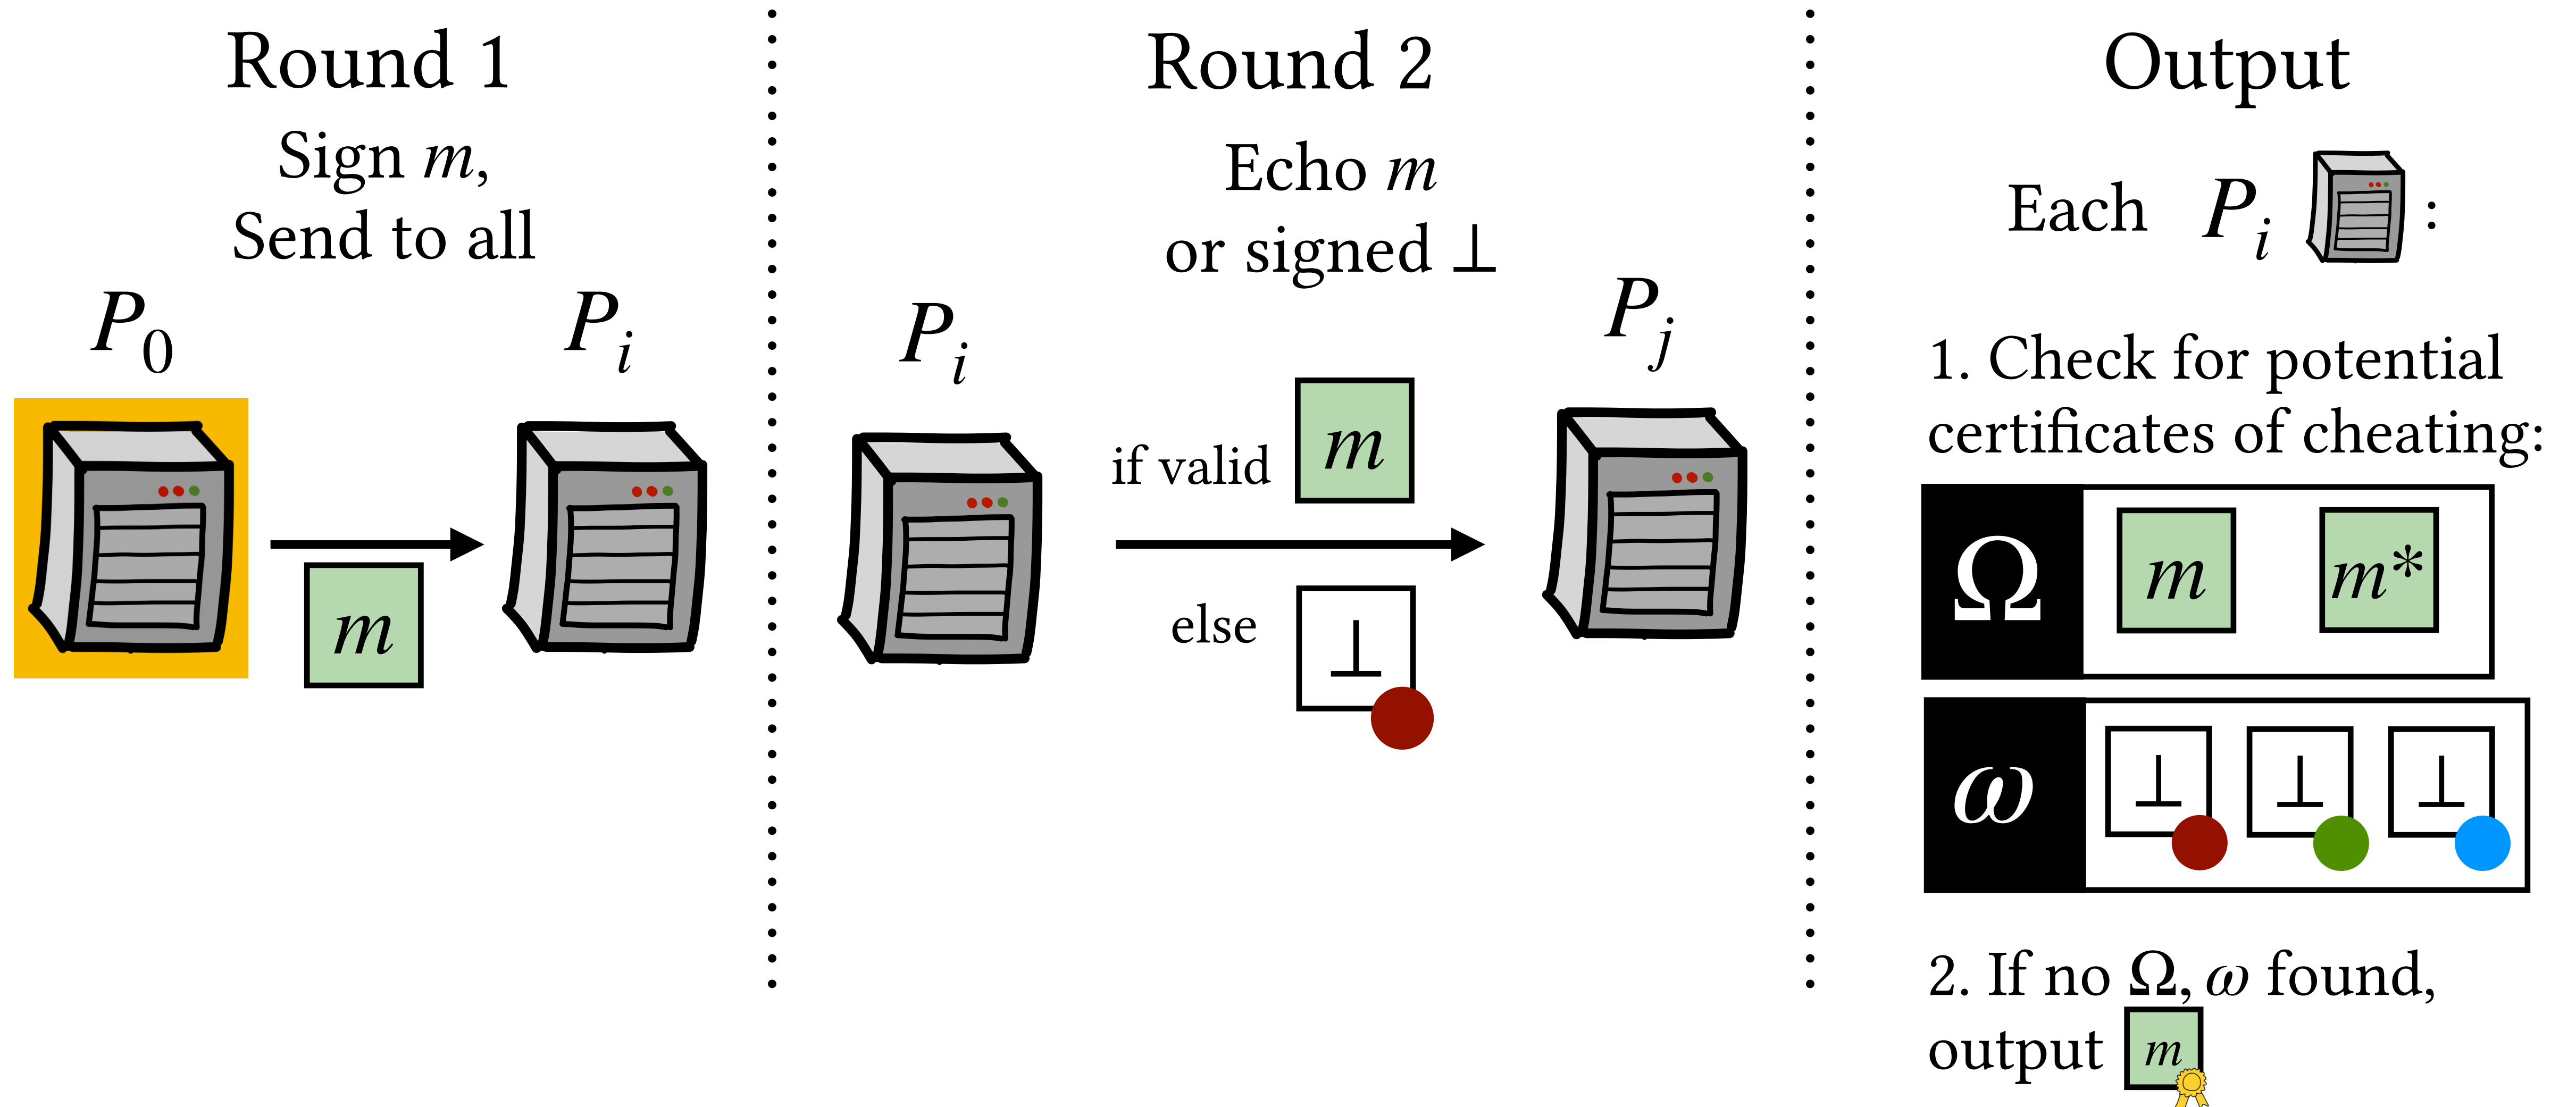 Round 1
Sign m,
Send to all
P₀
Pᵢ
m
Round 2
Echo m
or signed ⊥
Pᵢ
Pⱼ
if valid
m
else
⊥
Output
Each Pᵢ :
1. Check for potential
certificates of cheating:
Ω m m*
ω ⊥ ⊥ ⊥
2. If no Ω, ω found,
output m